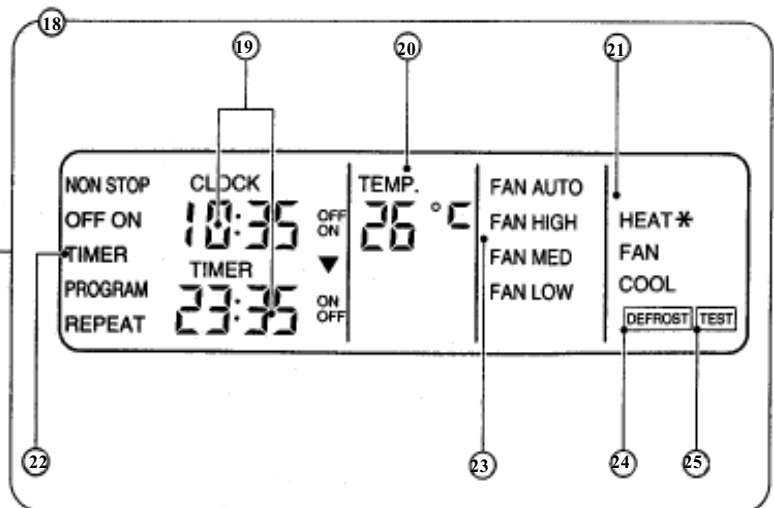 18
19
20
21
NON STOP
OFF ON
TIMER
PROGRAM
REPEAT
CLOCK
10:35
OFF
ON
▼
TIMER
23:35
ON
OFF
TEMP.
26 °C
FAN AUTO
FAN HIGH
FAN MED
FAN LOW
HEAT*
FAN
COOL
DEFROST TEST
22
23
24
25